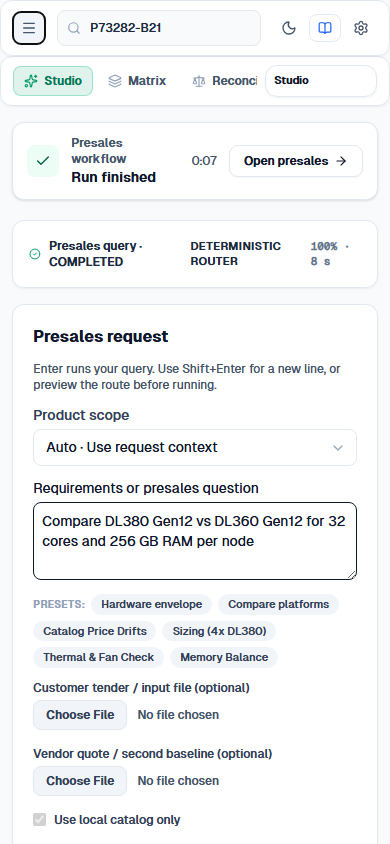 P73282-B21
Studio
Matrix
Reconci
Studio
Presales
workflow
Run finished
0:07
Open presales
Presales query ·
COMPLETED
DETERMINISTIC
ROUTER
100% ·
8 s
Presales request
Enter runs your query. Use Shift+Enter for a new line, or
preview the route before running.
Product scope
Auto · Use request context
Requirements or presales question
Compare DL380 Gen12 vs DL360 Gen12 for 32
cores and 256 GB RAM per node
PRESETS:
Hardware envelope
Compare platforms
Catalog Price Drifts
Sizing (4x DL380)
Thermal & Fan Check
Memory Balance
Customer tender / input file (optional)
Choose File
No file chosen
Vendor quote / second baseline (optional)
Choose File
No file chosen
Use local catalog only